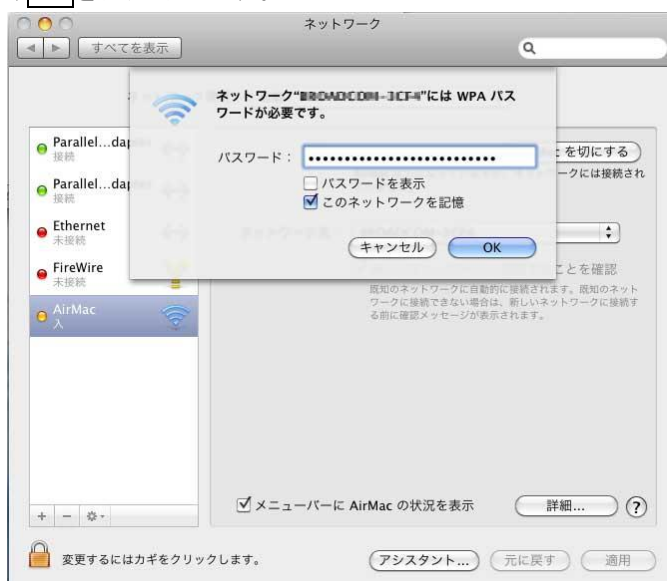 ネットワーク
すべてを表示
ネットワーク“BROADCOM-3CF4”には WPA パス
ワードが必要です。
パスワード：
パスワードを表示
このネットワークを記憶
キャンセル
OK
Parallel...da
接続
Parallel...da
接続
Ethernet
未接続
FireWire
未接続
AirMac
入
を切にする
ークには接続され
ことを確認
既知のネットワークに自動的に接続されます。既知のネット
ワークに接続できない場合は、新しいネットワークに接続す
る前に確認メッセージが表示されます。
メニューバーに AirMac の状況を表示
詳細...
?
変更するにはカギをクリックします。
アシスタント...
元に戻す
適用